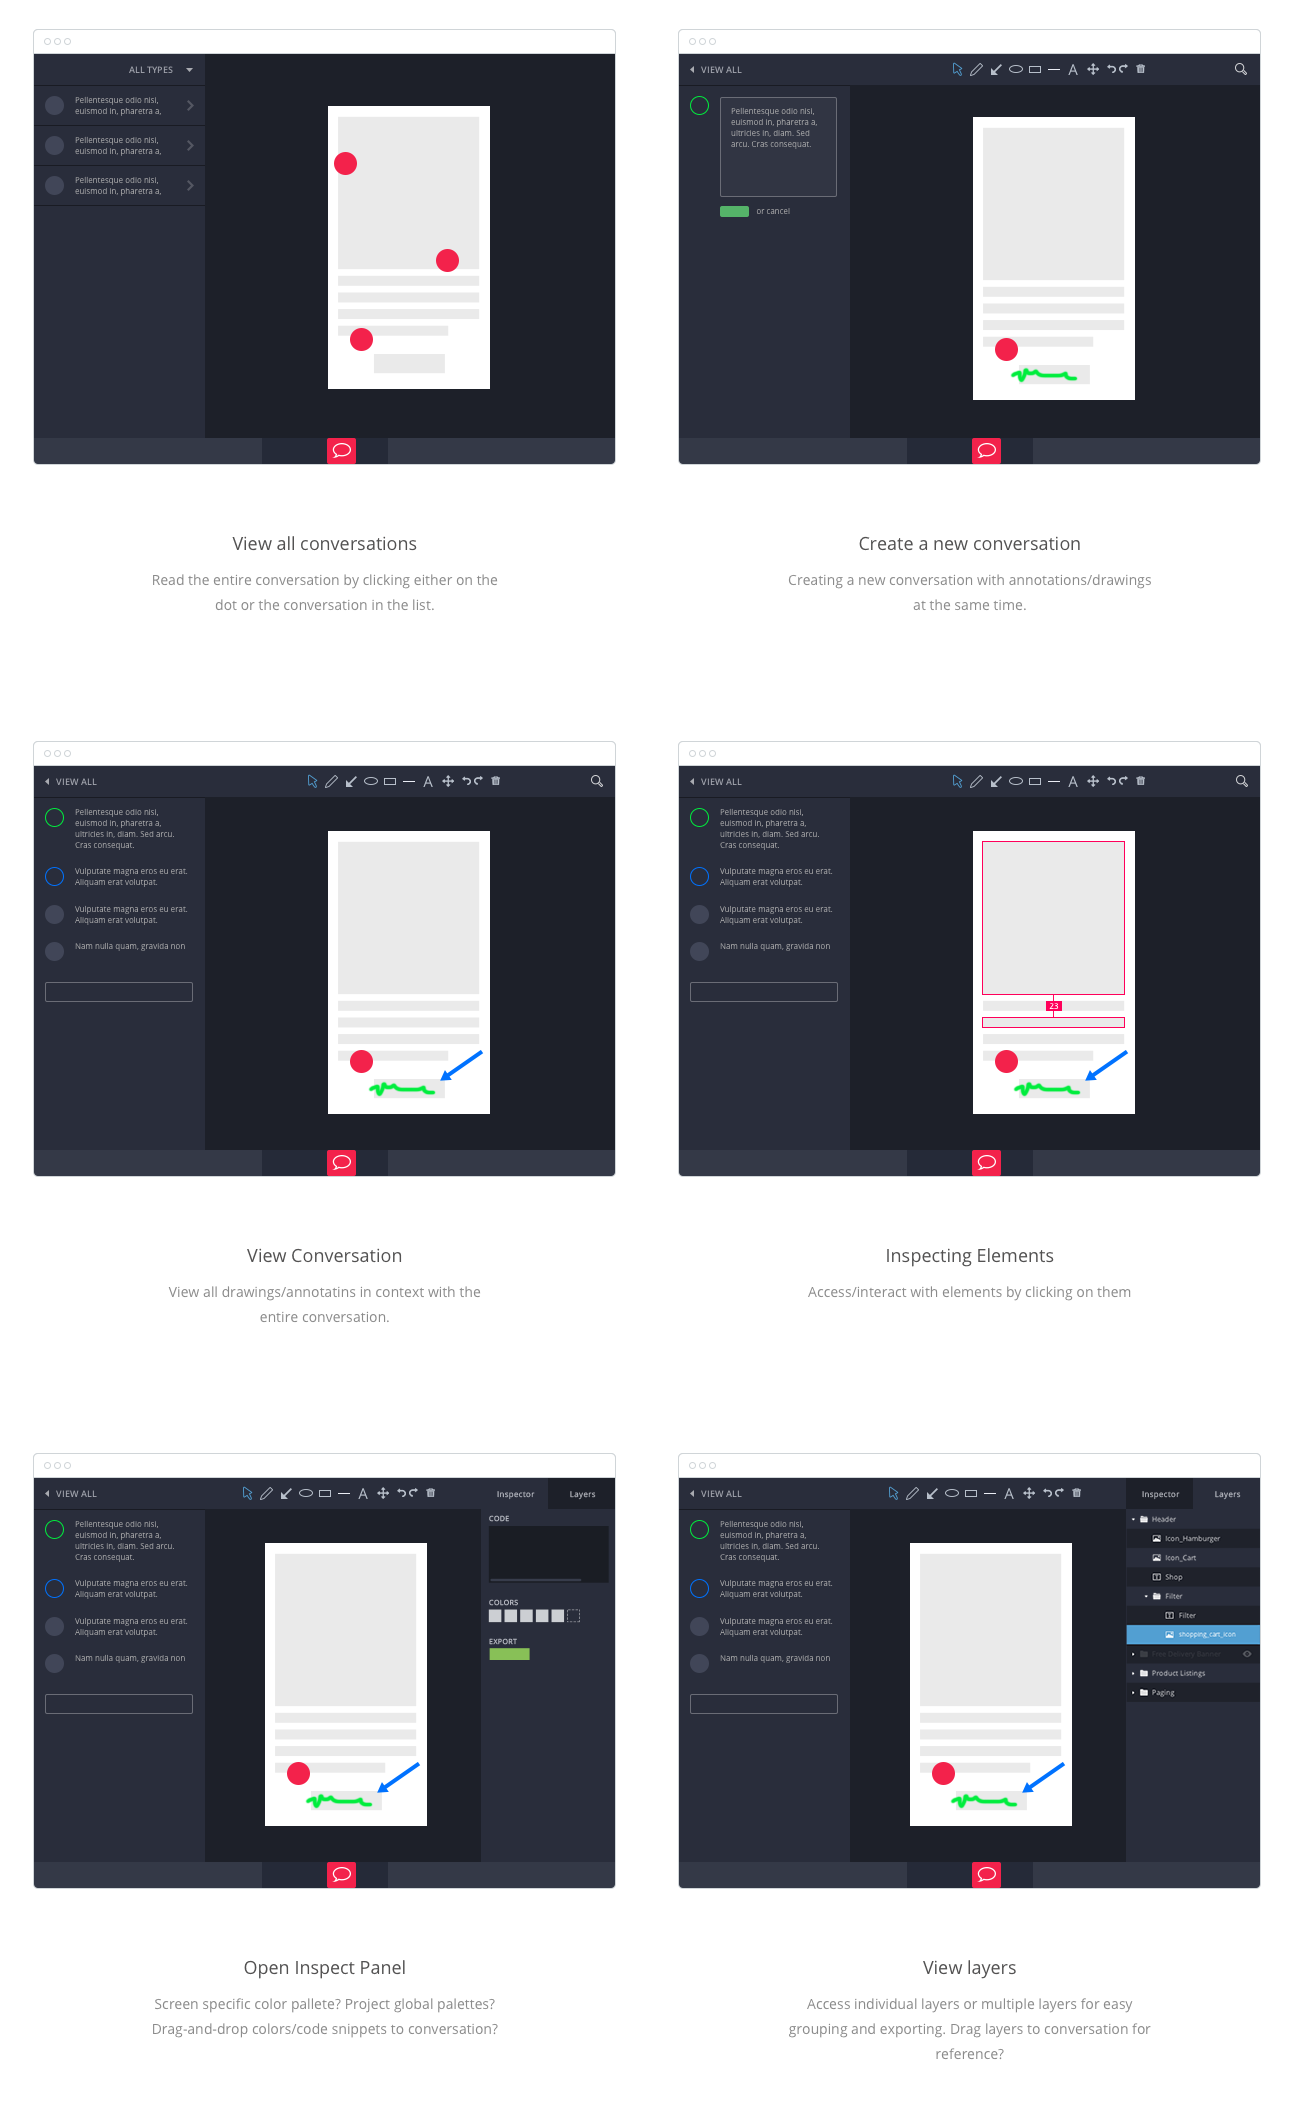 ALL TYPES
Pellentesque odio nisi,
euismod in, pharetra a,
Pellentesque odio nisi,
euismod in, pharetra a,
Pellentesque odio nisi,
euismod in, pharetra a,
VIEW ALL
A
Pellentesque odio nisi,
euismod in, pharetra a,
ultricies in, diam. Sed
arcu. Cras consequat.
or cancel
View all conversations
Read the entire conversation by clicking either on the
dot or the conversation in the list.
Create a new conversation
Creating a new conversation with annotations/drawings
at the same time.
VIEW ALL
A
Pellentesque odio nisi,
euismod in, pharetra a,
ultricies in, diam. Sed arcu.
Cras consequat.
Vulputate magna eros eu erat.
Aliquam erat volutpat.
Vulputate magna eros eu erat.
Aliquam erat volutpat.
Nam nulla quam, gravida non
VIEW ALL
A
Pellentesque odio nisi,
euismod in, pharetra a,
ultricies in, diam. Sed arcu.
Cras consequat.
Vulputate magna eros eu erat.
Aliquam erat volutpat.
Vulputate magna eros eu erat.
Aliquam erat volutpat.
Nam nulla quam, gravida non
23
View Conversation
View all drawings/annotatins in context with the
entire conversation.
Inspecting Elements
Access/interact with elements by clicking on them
VIEW ALL
A
Inspector
Layers
Pellentesque odio nisi,
euismod in, pharetra a,
ultricies in, diam. Sed arcu.
Cras consequat.
Vulputate magna eros eu erat.
Aliquam erat volutpat.
Vulputate magna eros eu erat.
Aliquam erat volutpat.
Nam nulla quam, gravida non
CODE
COLORS
EXPORT
VIEW ALL
A
Inspector
Layers
Pellentesque odio nisi,
euismod in, pharetra a,
ultricies in, diam. Sed arcu.
Cras consequat.
Vulputate magna eros eu erat.
Aliquam erat volutpat.
Vulputate magna eros eu erat.
Aliquam erat volutpat.
Nam nulla quam, gravida non
Header
Icon_Hamburger
Icon_Cart
Shop
Filter
Filter
shopping_cart_icon
Free Delivery Banner
Product Listings
Paging
Open Inspect Panel
Screen specific color pallete? Project global palettes?
Drag-and-drop colors/code snippets to conversation?
View layers
Access individual layers or multiple layers for easy
grouping and exporting. Drag layers to conversation for
reference?